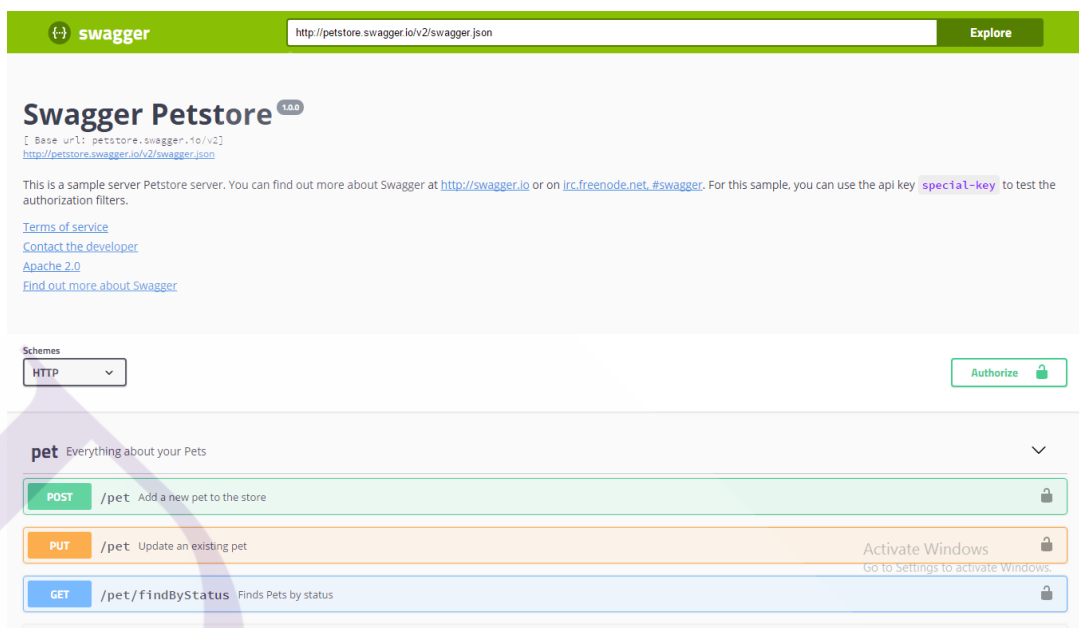 swagger
http://petstore.swagger.io/v2/swagger.json
Explore
Swagger Petstore 1.0.0
[ Base url: petstore.swagger.io/v2]
http://petstore.swagger.io/v2/swagger.json
This is a sample server Petstore server. You can find out more about Swagger at http://swagger.io or on irc.freenode.net, #swagger. For this sample, you can use the api key special-key to test the
authorization filters.
Terms of service
Contact the developer
Apache 2.0
Find out more about Swagger
Schemes
HTTP
Authorize
pet Everything about your Pets
POST /pet Add a new pet to the store
PUT /pet Update an existing pet
Activate Windows
Go to Settings to activate Windows.
GET /pet/findByStatus Finds Pets by status